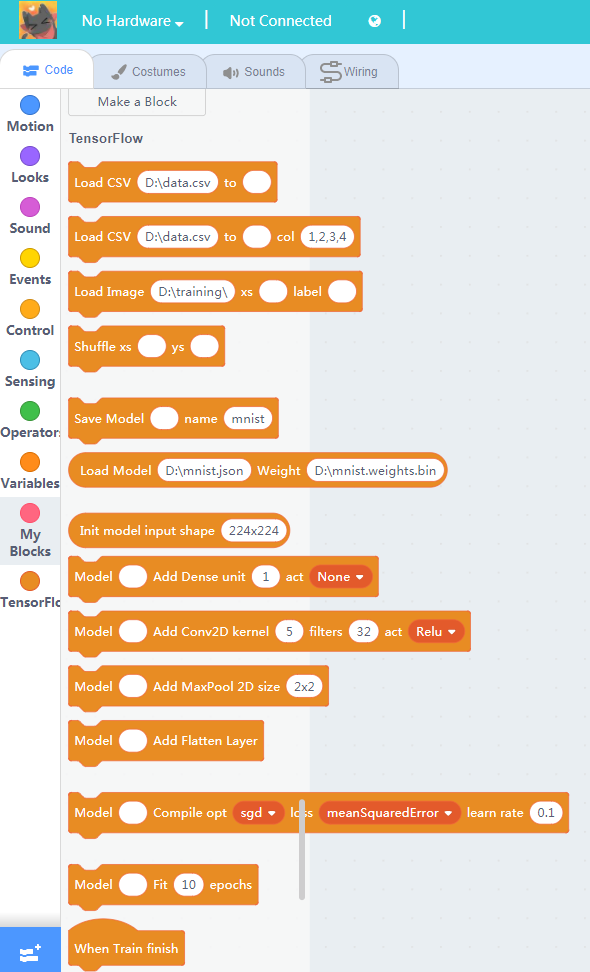 No Hardware Not Connected
Code Costumes Sounds Wiring
Motion
Looks
Sound
Events
Control
Sensing
Operator
Variables
My
Blocks
TensorFlo
Make a Block
TensorFlow
Load CSV D:\data.csv to
Load CSV D:\data.csv to col 1,2,3,4
Load Image D:\training\ xs label
Shuffle xs ys
Save Model name mnist
Load Model D:\mnist.json Weight D:\mnist.weights.bin
Init model input shape 224x224
Model Add Dense unit 1 act None
Model Add Conv2D kernel 5 filters 32 act Relu
Model Add MaxPool 2D size 2x2
Model Add Flatten Layer
Model Compile opt sgd loss meanSquaredError learn rate 0.1
Model Fit 10 epochs
When Train finish